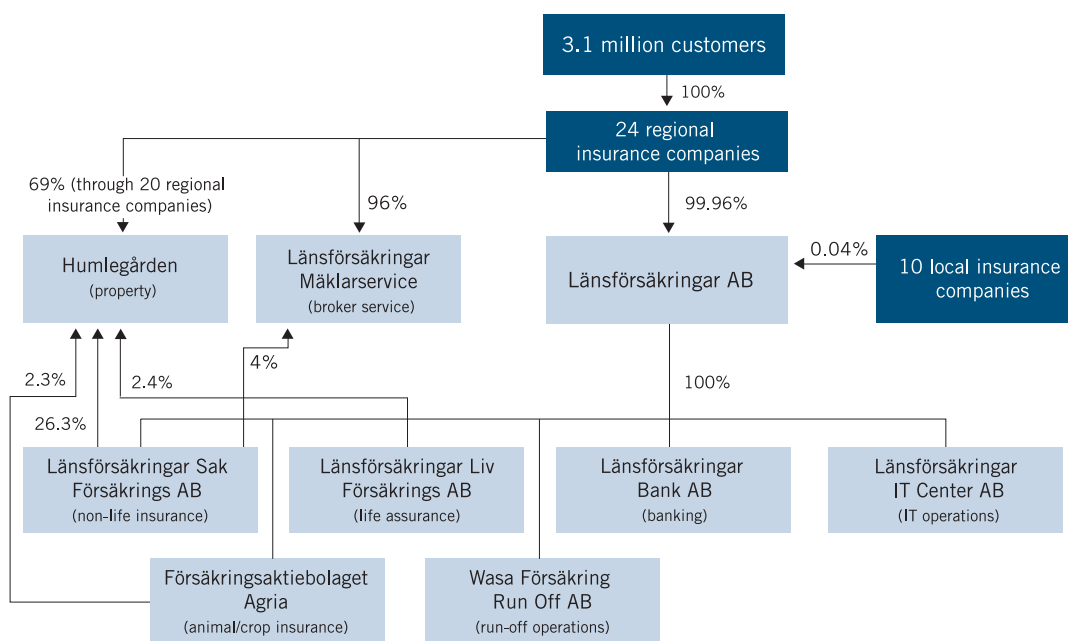 3.1 million customers
100%
24 regional
insurance companies
69% (through 20 regional
insurance companies)
96%
99.96%
Humlegården
(property)
Länsförsäkringar
Mäklarservice
(broker service)
Länsförsäkringar AB
0.04%
10 local insurance
companies
2.3%
26.3%
2.4%
4%
100%
Länsförsäkringar Sak
Försäkrings AB
(non-life insurance)
Länsförsäkringar Liv
Försäkrings AB
(life assurance)
Länsförsäkringar
Bank AB
(banking)
Länsförsäkringar
IT Center AB
(IT operations)
Försäkringsaktiebolaget
Agria
(animal/crop insurance)
Wasa Försäkring
Run Off AB
(run-off operations)